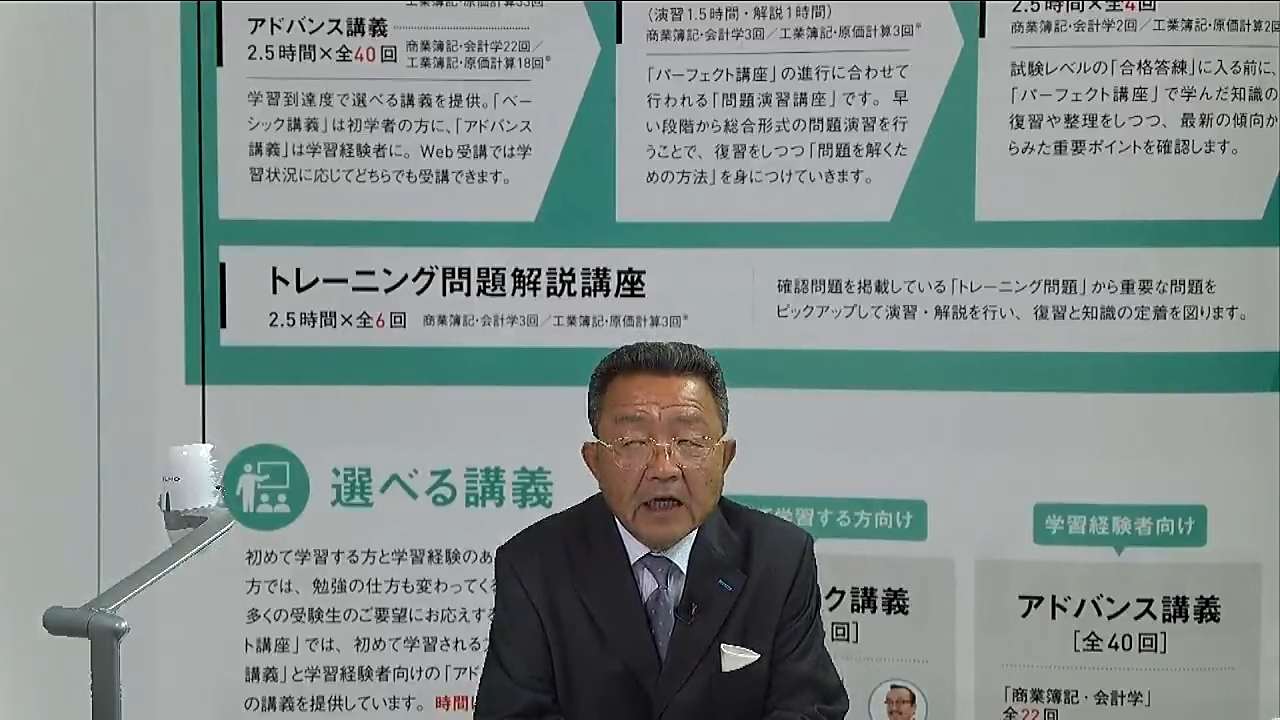 アドバンス講義
2.5時間×全40回
商業簿記・会計学22回／
工業簿記・原価計算18回※
学習到達度で選べる講義を提供。「ベー
シック講義」は初学者の方に、「アドバンス
講義」は学習経験者に。Web受講では学
習状況に応じてどちらでも受講できます。
（演習1.5時間・解説1時間）
商業簿記・会計学3回／工業簿記・原価計算3回※
「パーフェクト講座」の進行に合わせて
行われる「問題演習講座」です。早
い段階から総合形式の問題演習を行
うことで、復習をしつつ「問題を解くた
めの方法」を身につけていきます。
2.5時間×全4回
商業簿記・会計学2回／工業簿記・原価計算2回
試験レベルの「合格答練」に入る前に、
「パーフェクト講座」で学んだ知識の
復習や整理をしつつ、最新の傾向か
らみた重要ポイントを確認します。
トレーニング問題解説講座
2.5時間×全6回 商業簿記・会計学3回／工業簿記・原価計算3回※
確認問題を掲載している「トレーニング問題」から重要な問題を
ピックアップして演習・解説を行い、復習と知識の定着を図ります。
選べる講義
初めて学習する方と学習経験のあ
方では、勉強の仕方も変わってく
多くの受験生のご要望にお応えす
ト講座」では、初めて学習される
講義」と学習経験者向けの「アド
の講義を提供しています。時間
学習する方向け
ク講義
回］
学習経験者向け
アドバンス講義
［全40回］
「商業簿記・会計学」
全22回